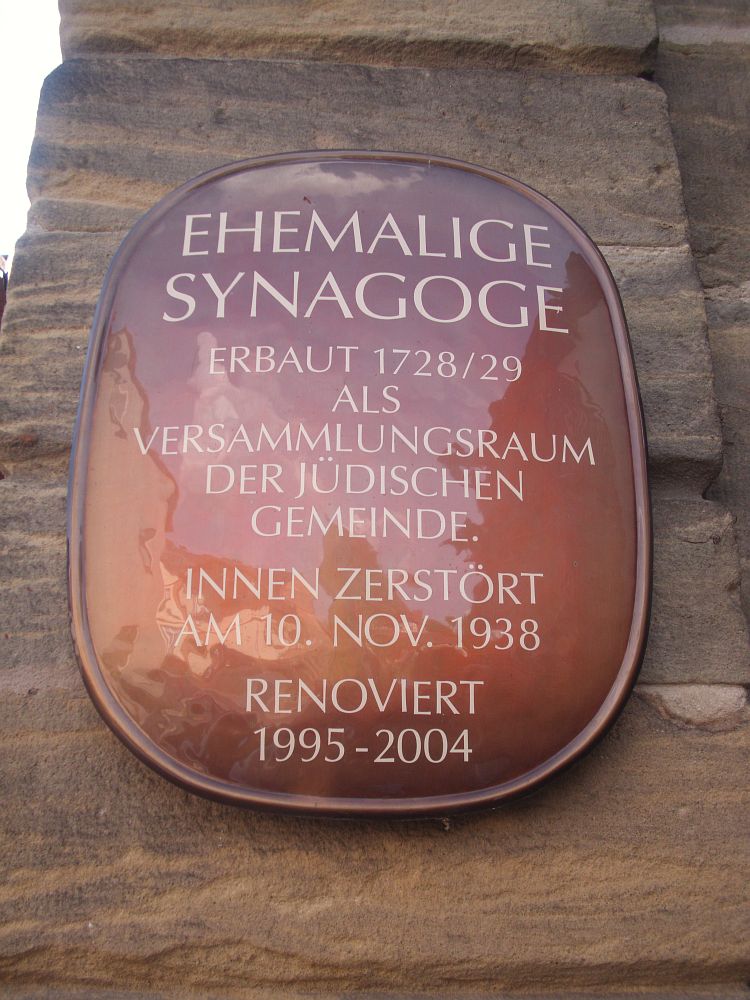 EHEMALIGE
SYNAGOGE
ERBAUT 1728/29
ALS
VERSAMMLUNGSRAUM
DER JÜDISCHEN
GEMEINDE.
INNEN ZERSTÖRT
AM 10. NOV. 1938
RENOVIERT
1995-2004